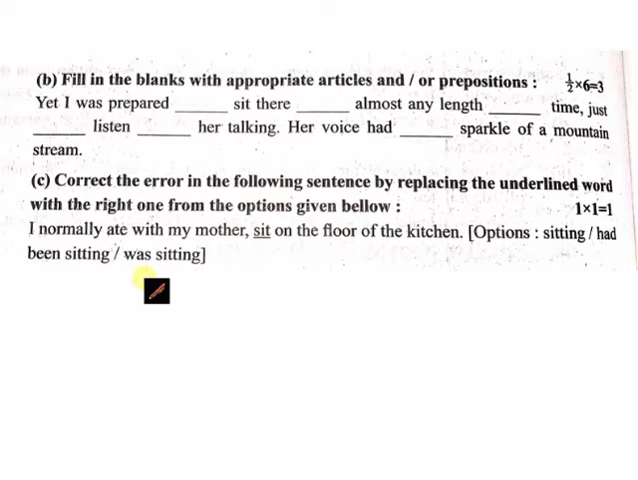 (b) Fill in the blanks with appropriate articles and / or prepositions : ½×6=3
Yet I was prepared ______ sit there ______ almost any length ______ time, just
______ listen ______ her talking. Her voice had ______ sparkle of a mountain
stream.
(c) Correct the error in the following sentence by replacing the underlined word
with the right one from the options given bellow : 1×1=1
I normally ate with my mother, sit on the floor of the kitchen. [Options : sitting / had
been sitting / was sitting]